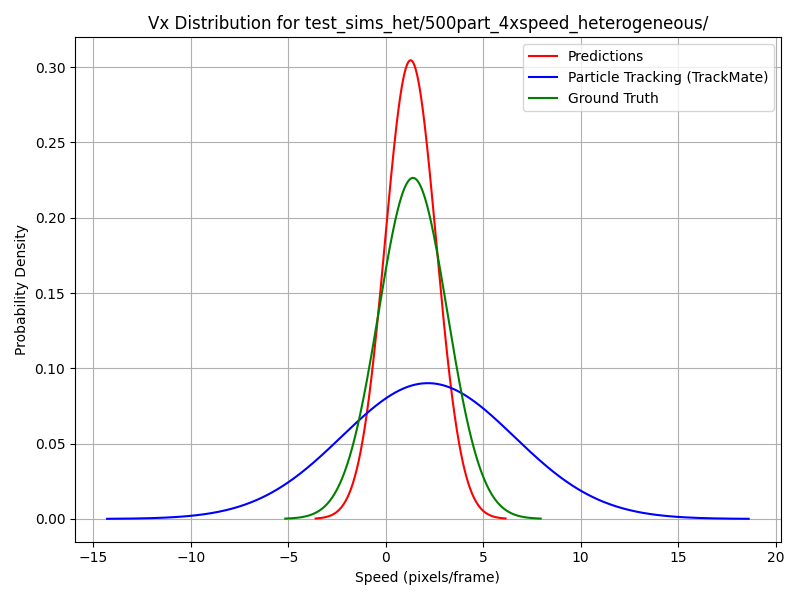 Vx Distribution for test_sims_het/500part_4xspeed_heterogeneous/
Predictions
Particle Tracking (TrackMate)
Ground Truth
0.30
0.25
0.20
0.15
0.10
0.05
0.00
Probability Density
−15 −10 −5 0 5 10 15 20
Speed (pixels/frame)